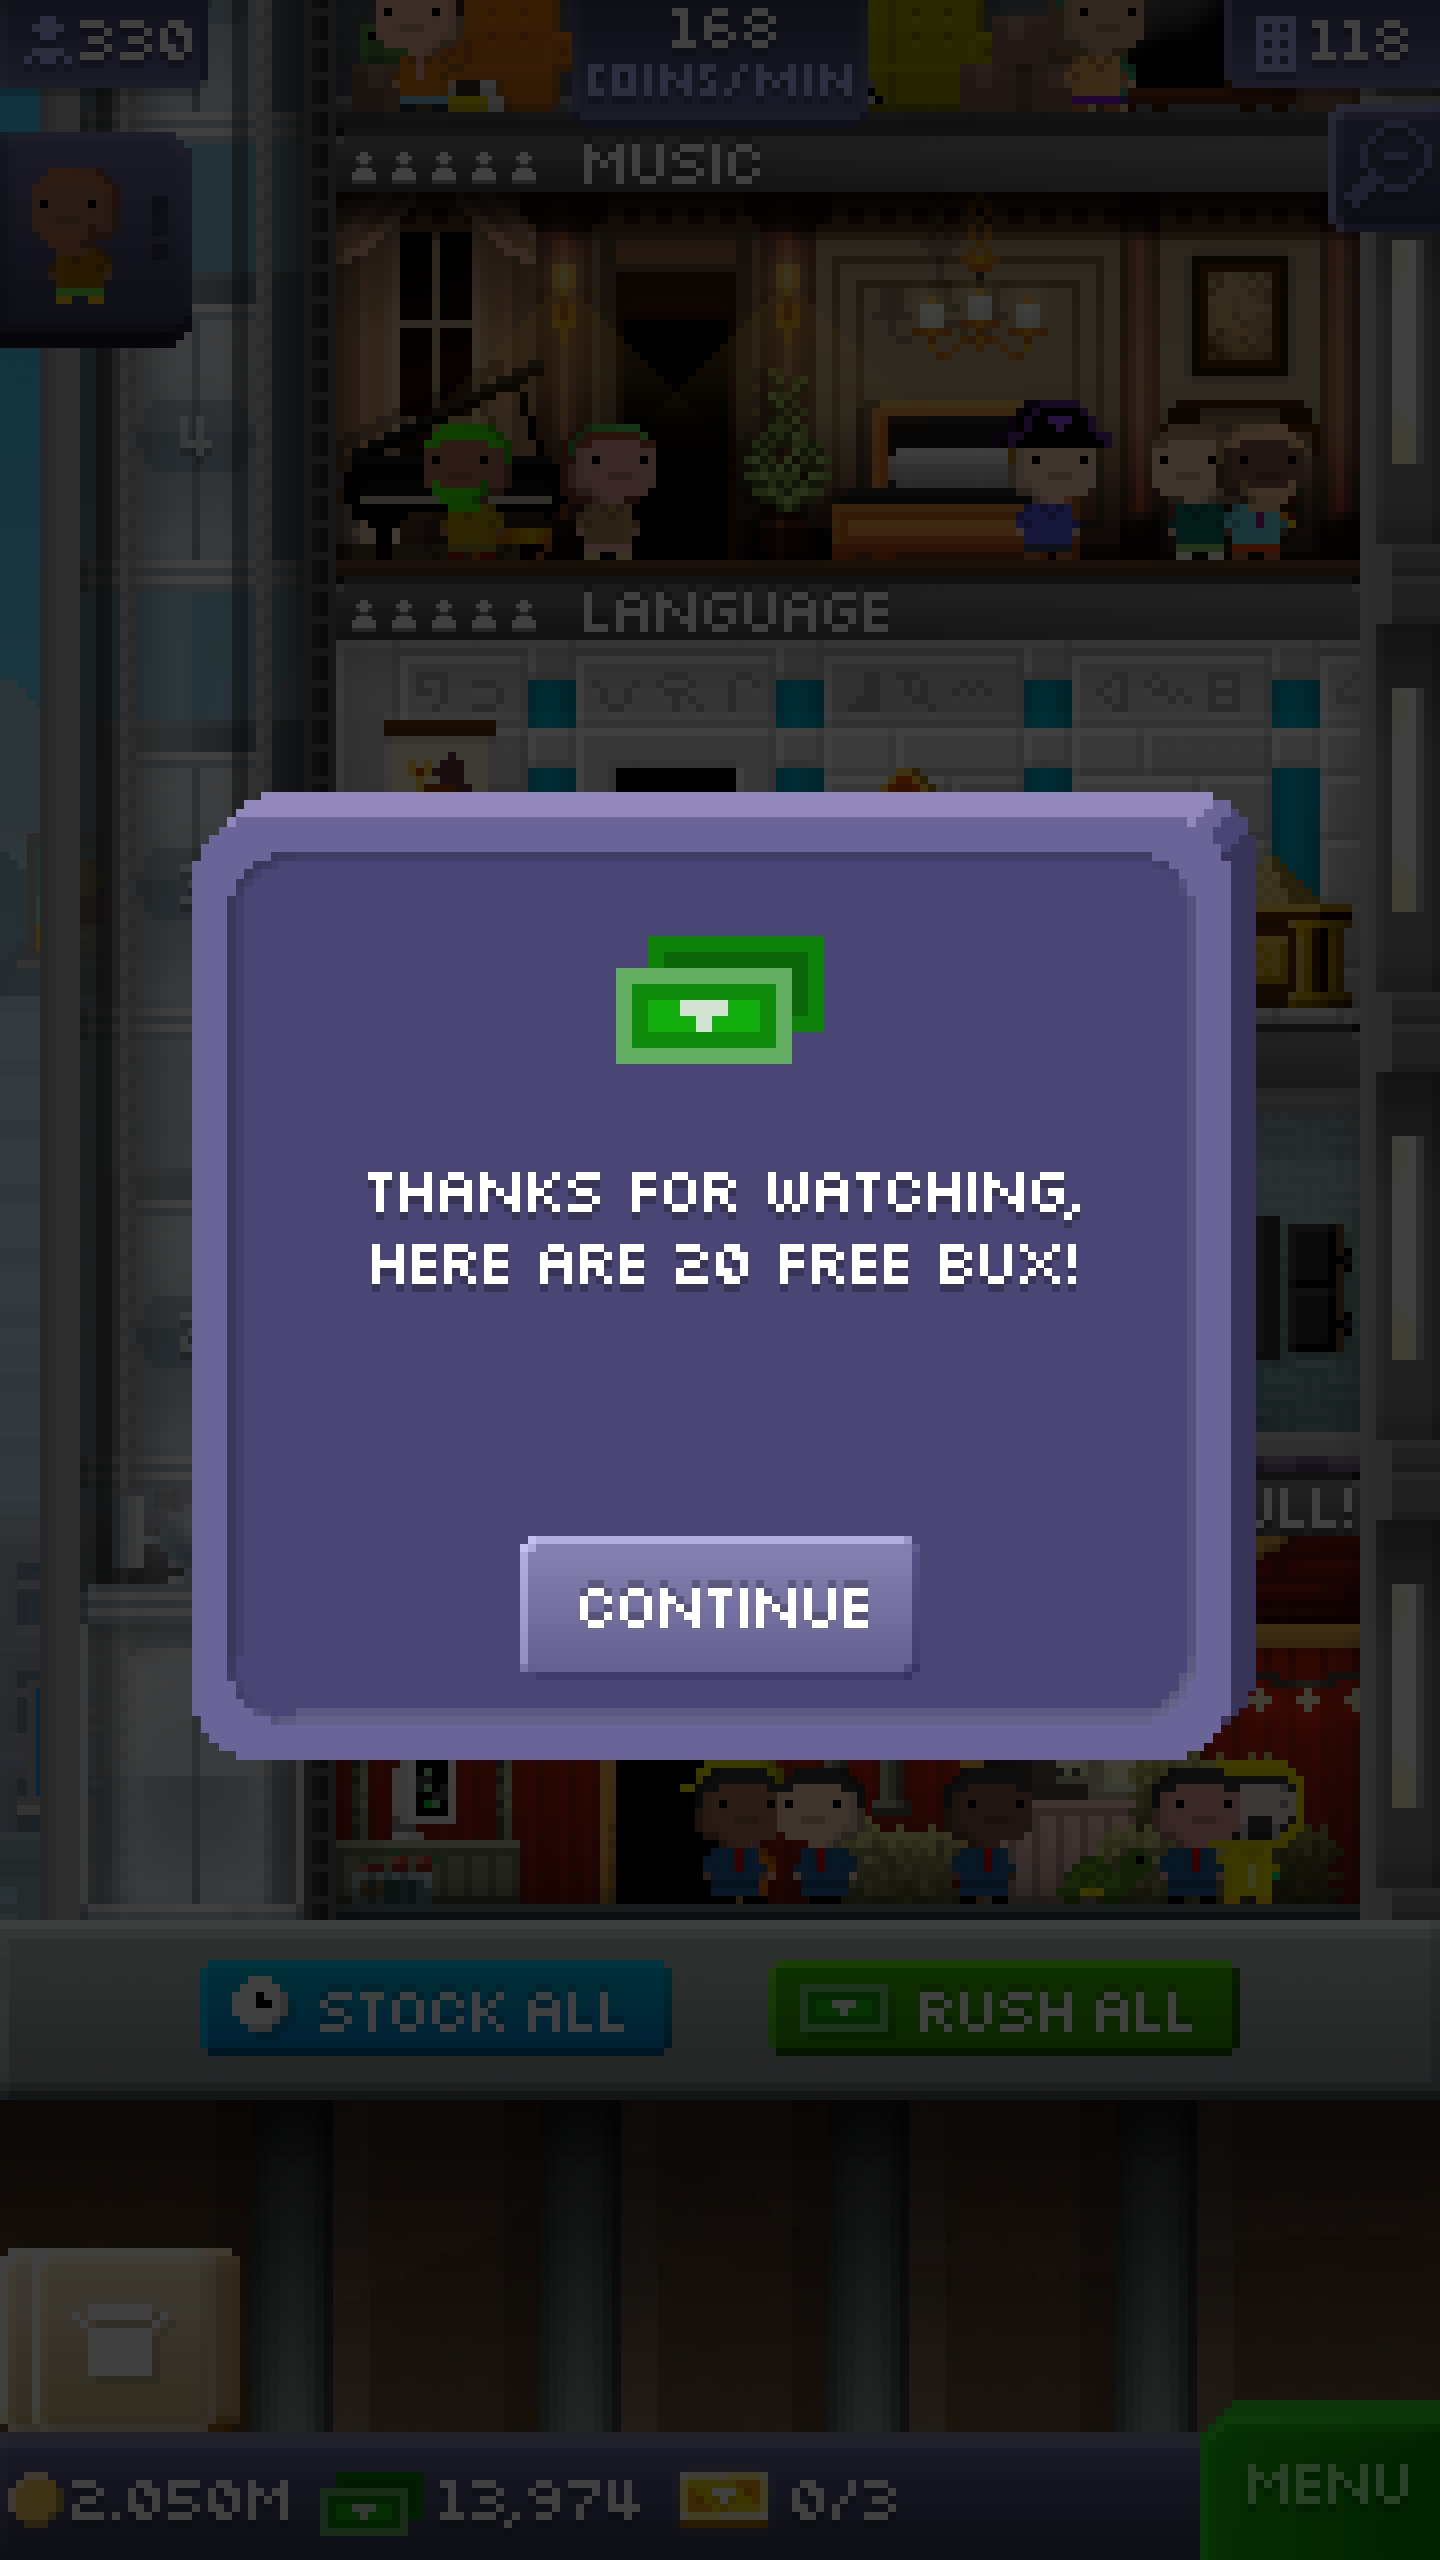 330
168
COINS/MIN
118
MUSIC
4
LANGUAGE
THANKS FOR WATCHING,
HERE ARE 20 FREE BUX!
CONTINUE
STOCK ALL
RUSH ALL
2.050M
13,974
0/3
MENU